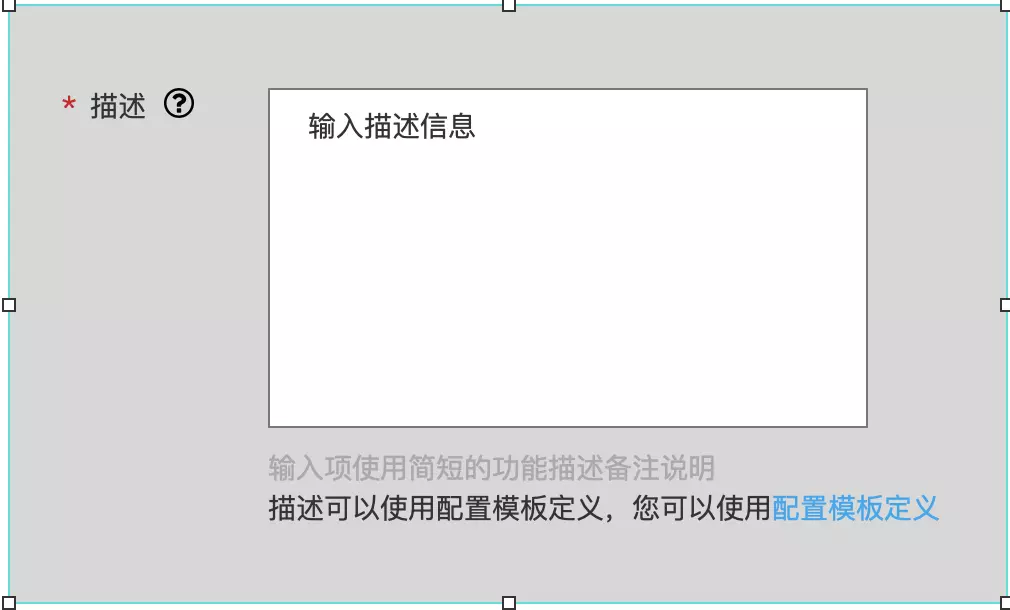 * 描述 ?
输入描述信息
输入项使用简短的功能描述备注说明
描述可以使用配置模板定义，您可以使用配置模板定义